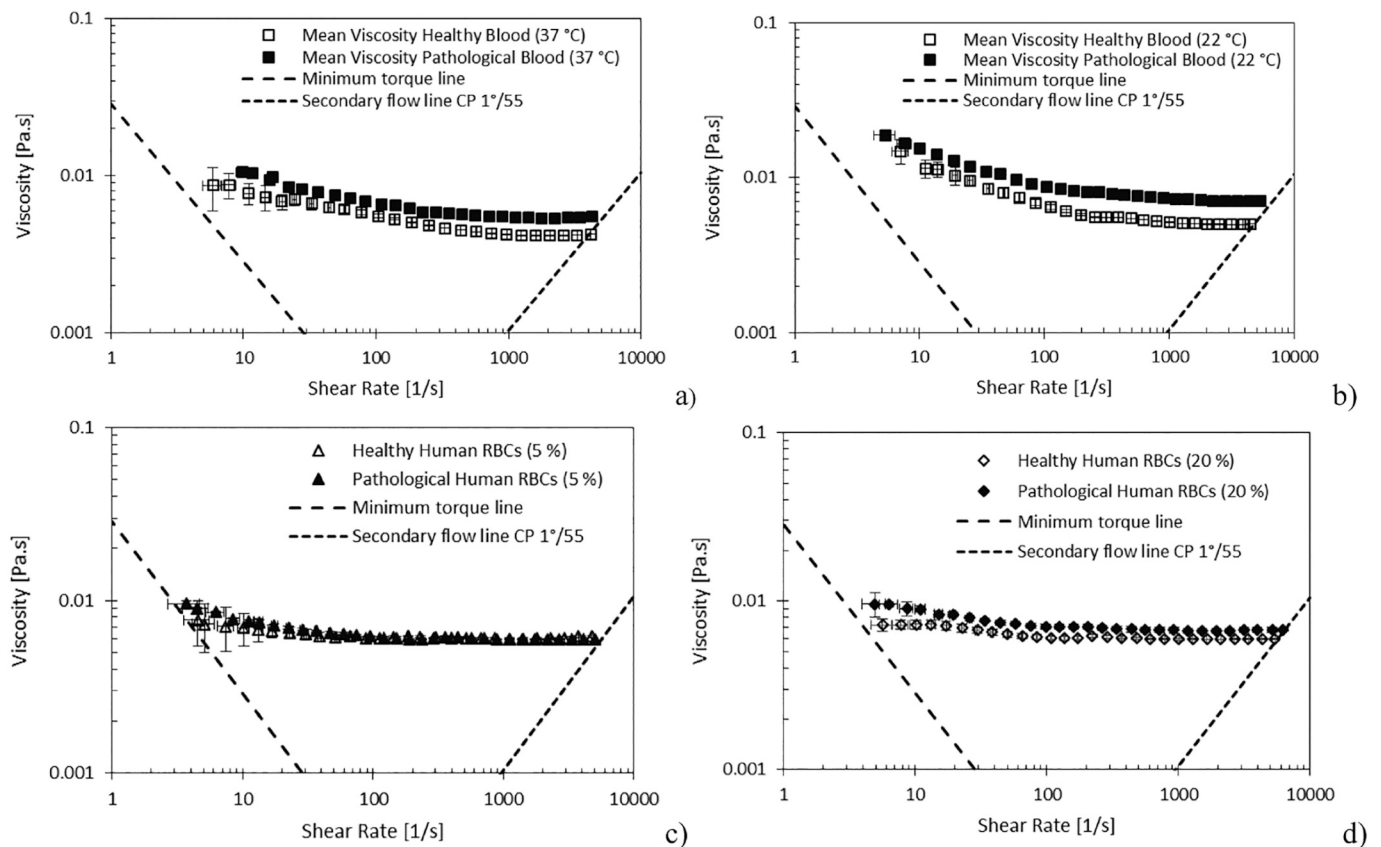 0.1
Mean Viscosity Healthy Blood (37 °C)
Mean Viscosity Pathological Blood (37 °C)
Minimum torque line
Secondary flow line CP 1°/55
Viscosity [Pa.s]
0.01
0.001
1
10
100
1000
10000
Shear Rate [1/s]
a)
0.1
Mean Viscosity Healthy Blood (22 °C)
Mean Viscosity Pathological Blood (22 °C)
Minimum torque line
Secondary flow line CP 1°/55
Viscosity [Pa.s]
0.01
0.001
1
10
100
1000
10000
Shear Rate [1/s]
b)
0.1
Healthy Human RBCs (5 %)
Pathological Human RBCs (5 %)
Minimum torque line
Secondary flow line CP 1°/55
Viscosity [Pa.s]
0.01
0.001
1
10
100
1000
10000
Shear Rate [1/s]
c)
0.1
Healthy Human RBCs (20 %)
Pathological Human RBCs (20 %)
Minimum torque line
Secondary flow line CP 1°/55
Viscosity [Pa.s]
0.01
0.001
1
10
100
1000
10000
Shear Rate [1/s]
d)